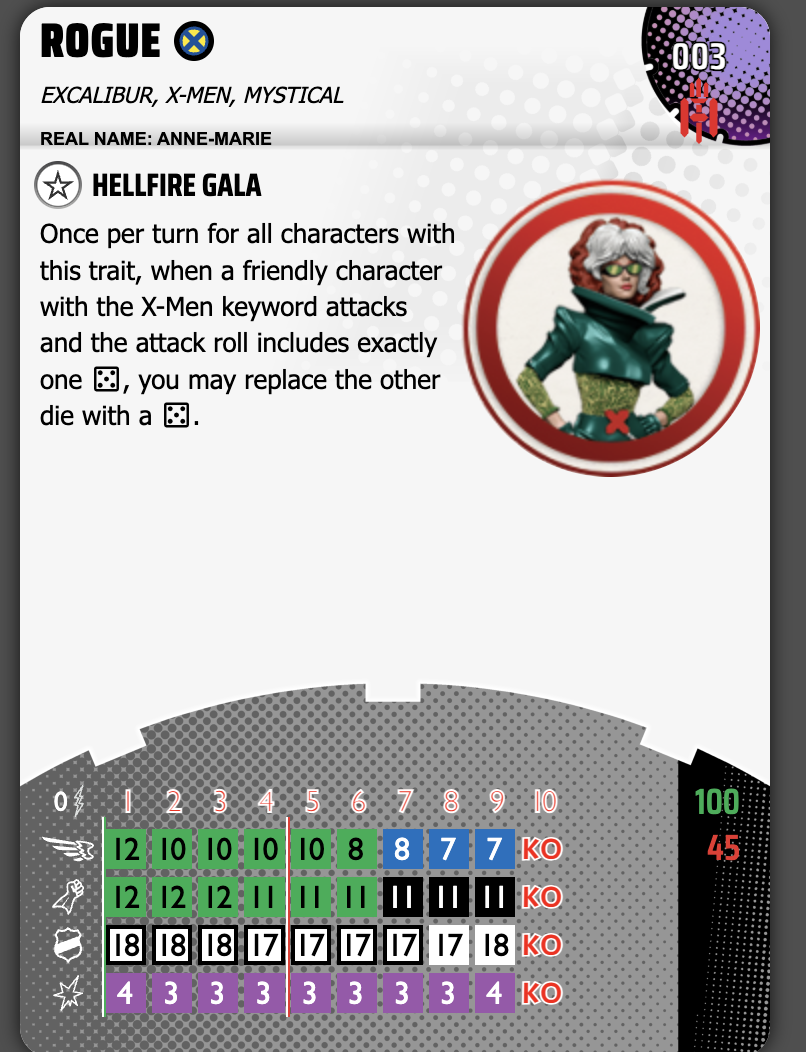 ROGUE
003
EXCALIBUR, X-MEN, MYSTICAL
REAL NAME: ANNE-MARIE
HELLFIRE GALA
Once per turn for all characters with
this trait, when a friendly character
with the X-Men keyword attacks
and the attack roll includes exactly
one ⚄, you may replace the other
die with a ⚄.
0 1 2 3 4 5 6 7 8 9 10 100
12 10 10 10 10 8 8 7 7 KO 45
12 12 12 11 11 11 11 11 11 KO
18 18 18 17 17 17 17 17 18 KO
4 3 3 3 3 3 3 3 4 KO